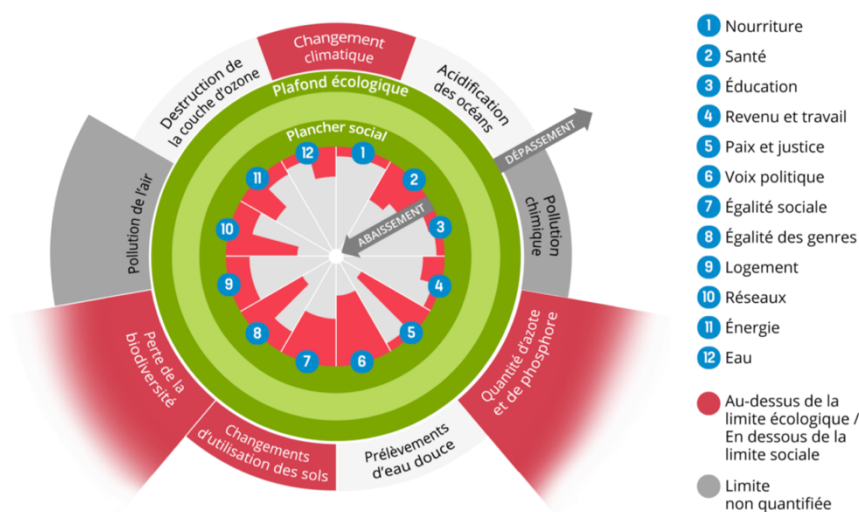 Changement
climatique
Destruction de
la couche d'ozone
Acidification
des océans
Plafond écologique
Plancher social
DÉPASSEMENT
ABAISSEMENT
Pollution de l'air
Pollution
chimique
12
1
11
2
10
3
9
4
8
5
7
6
Perte de la
biodiversité
Quantité d'azote
et de phosphore
Changements
d'utilisation des sols
Prélèvements
d'eau douce
1 Nourriture
2 Santé
3 Éducation
4 Revenu et travail
5 Paix et justice
6 Voix politique
7 Égalité sociale
8 Égalité des genres
9 Logement
10 Réseaux
11 Énergie
12 Eau
Au-dessus de la
limite écologique /
En dessous de la
limite sociale
Limite
non quantifiée